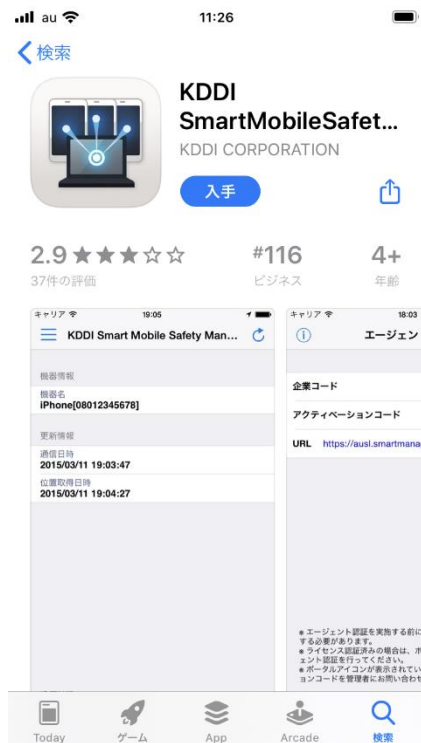 au
11:26
検索
KDDI
SmartMobileSafet...
KDDI CORPORATION
入手
2.9★★★☆☆
37件の評価
#116
ビジネス
4+
年齢
キャリア 19:05
KDDI Smart Mobile Safety Man...
機器情報
機器名
iPhone[08012345678]
更新情報
通信日時
2015/03/11 19:03:47
位置取得日時
2015/03/11 19:04:27
キャリア 18:03
エージェン
企業コード
アクティベーションコード
URL https://ausl.smartmana
* エージェント認証を実施する前に
する必要があります。
* ライセンス認証済みの場合は、ポ
ェント認証を行ってください。
* ポータルアイコンが表示されてい
ョンコードを管理者にお問い合わせ
Today
ゲーム
App
Arcade
検索